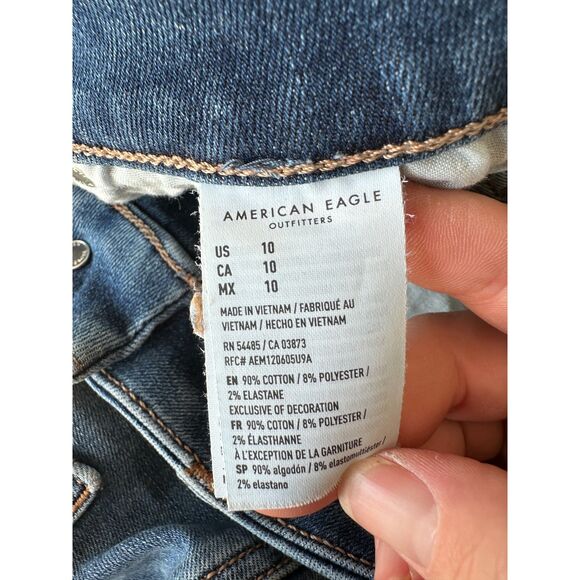 AMERICAN EAGLE
OUTFITTERS
US 10
CA 10
MX 10
MADE IN VIETNAM / FABRIQUÉ AU
VIETNAM / HECHO EN VIETNAM
RN 54485 / CA 03873
RFC# AEM120605U9A
EN 90% COTTON / 8% POLYESTER /
2% ELASTANE
EXCLUSIVE OF DECORATION
FR 90% COTON / 8% POLYESTER /
2% ÉLASTHANNE
À L'EXCEPTION DE LA GARNITURE
SP 90% algodón / 8% elastomultiéster /
2% elastano